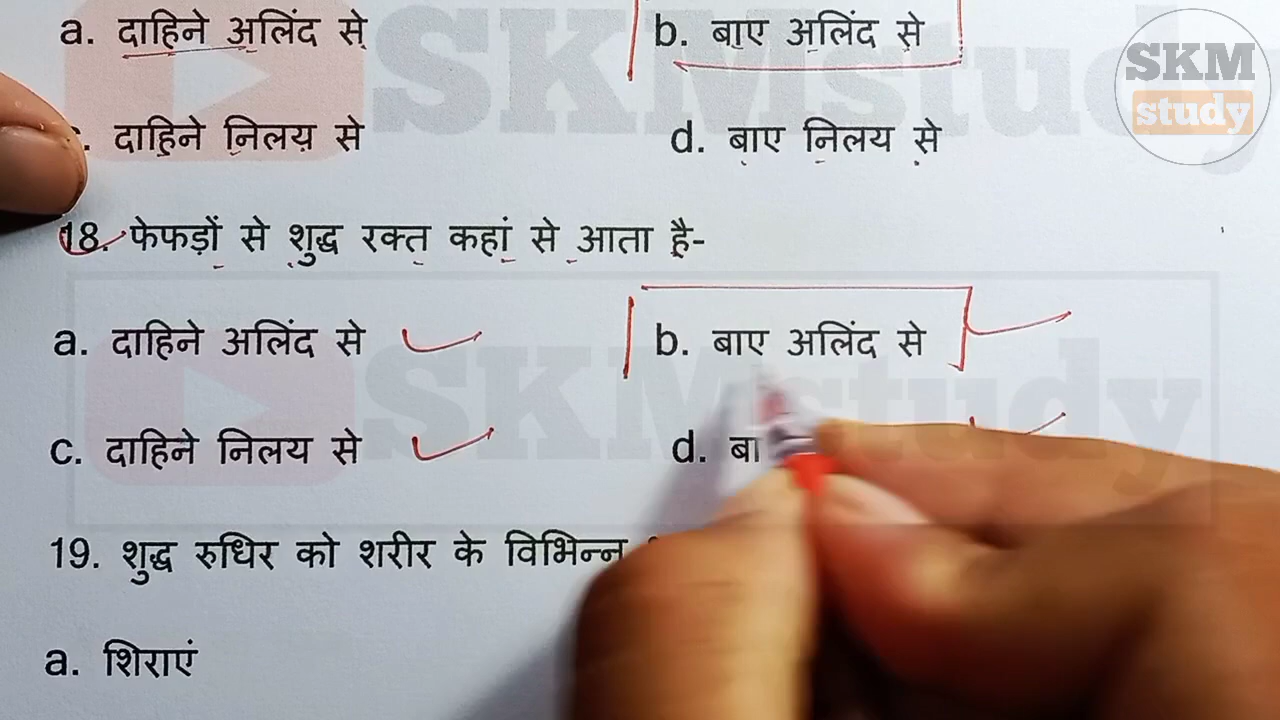 a. दाहिने अलिंद से b. बाए अलिंद से
SKM study
. दाहिने निलय से d. बाए निलय से
18. फेफड़ों से शुद्ध रक्त कहां से आता है-
a. दाहिने अलिंद से b. बाए अलिंद से
c. दाहिने निलय से d. बा
19. शुद्ध रुधिर को शरीर के विभिन्न
a. शिराएं
SKMstudy
SKMstudy